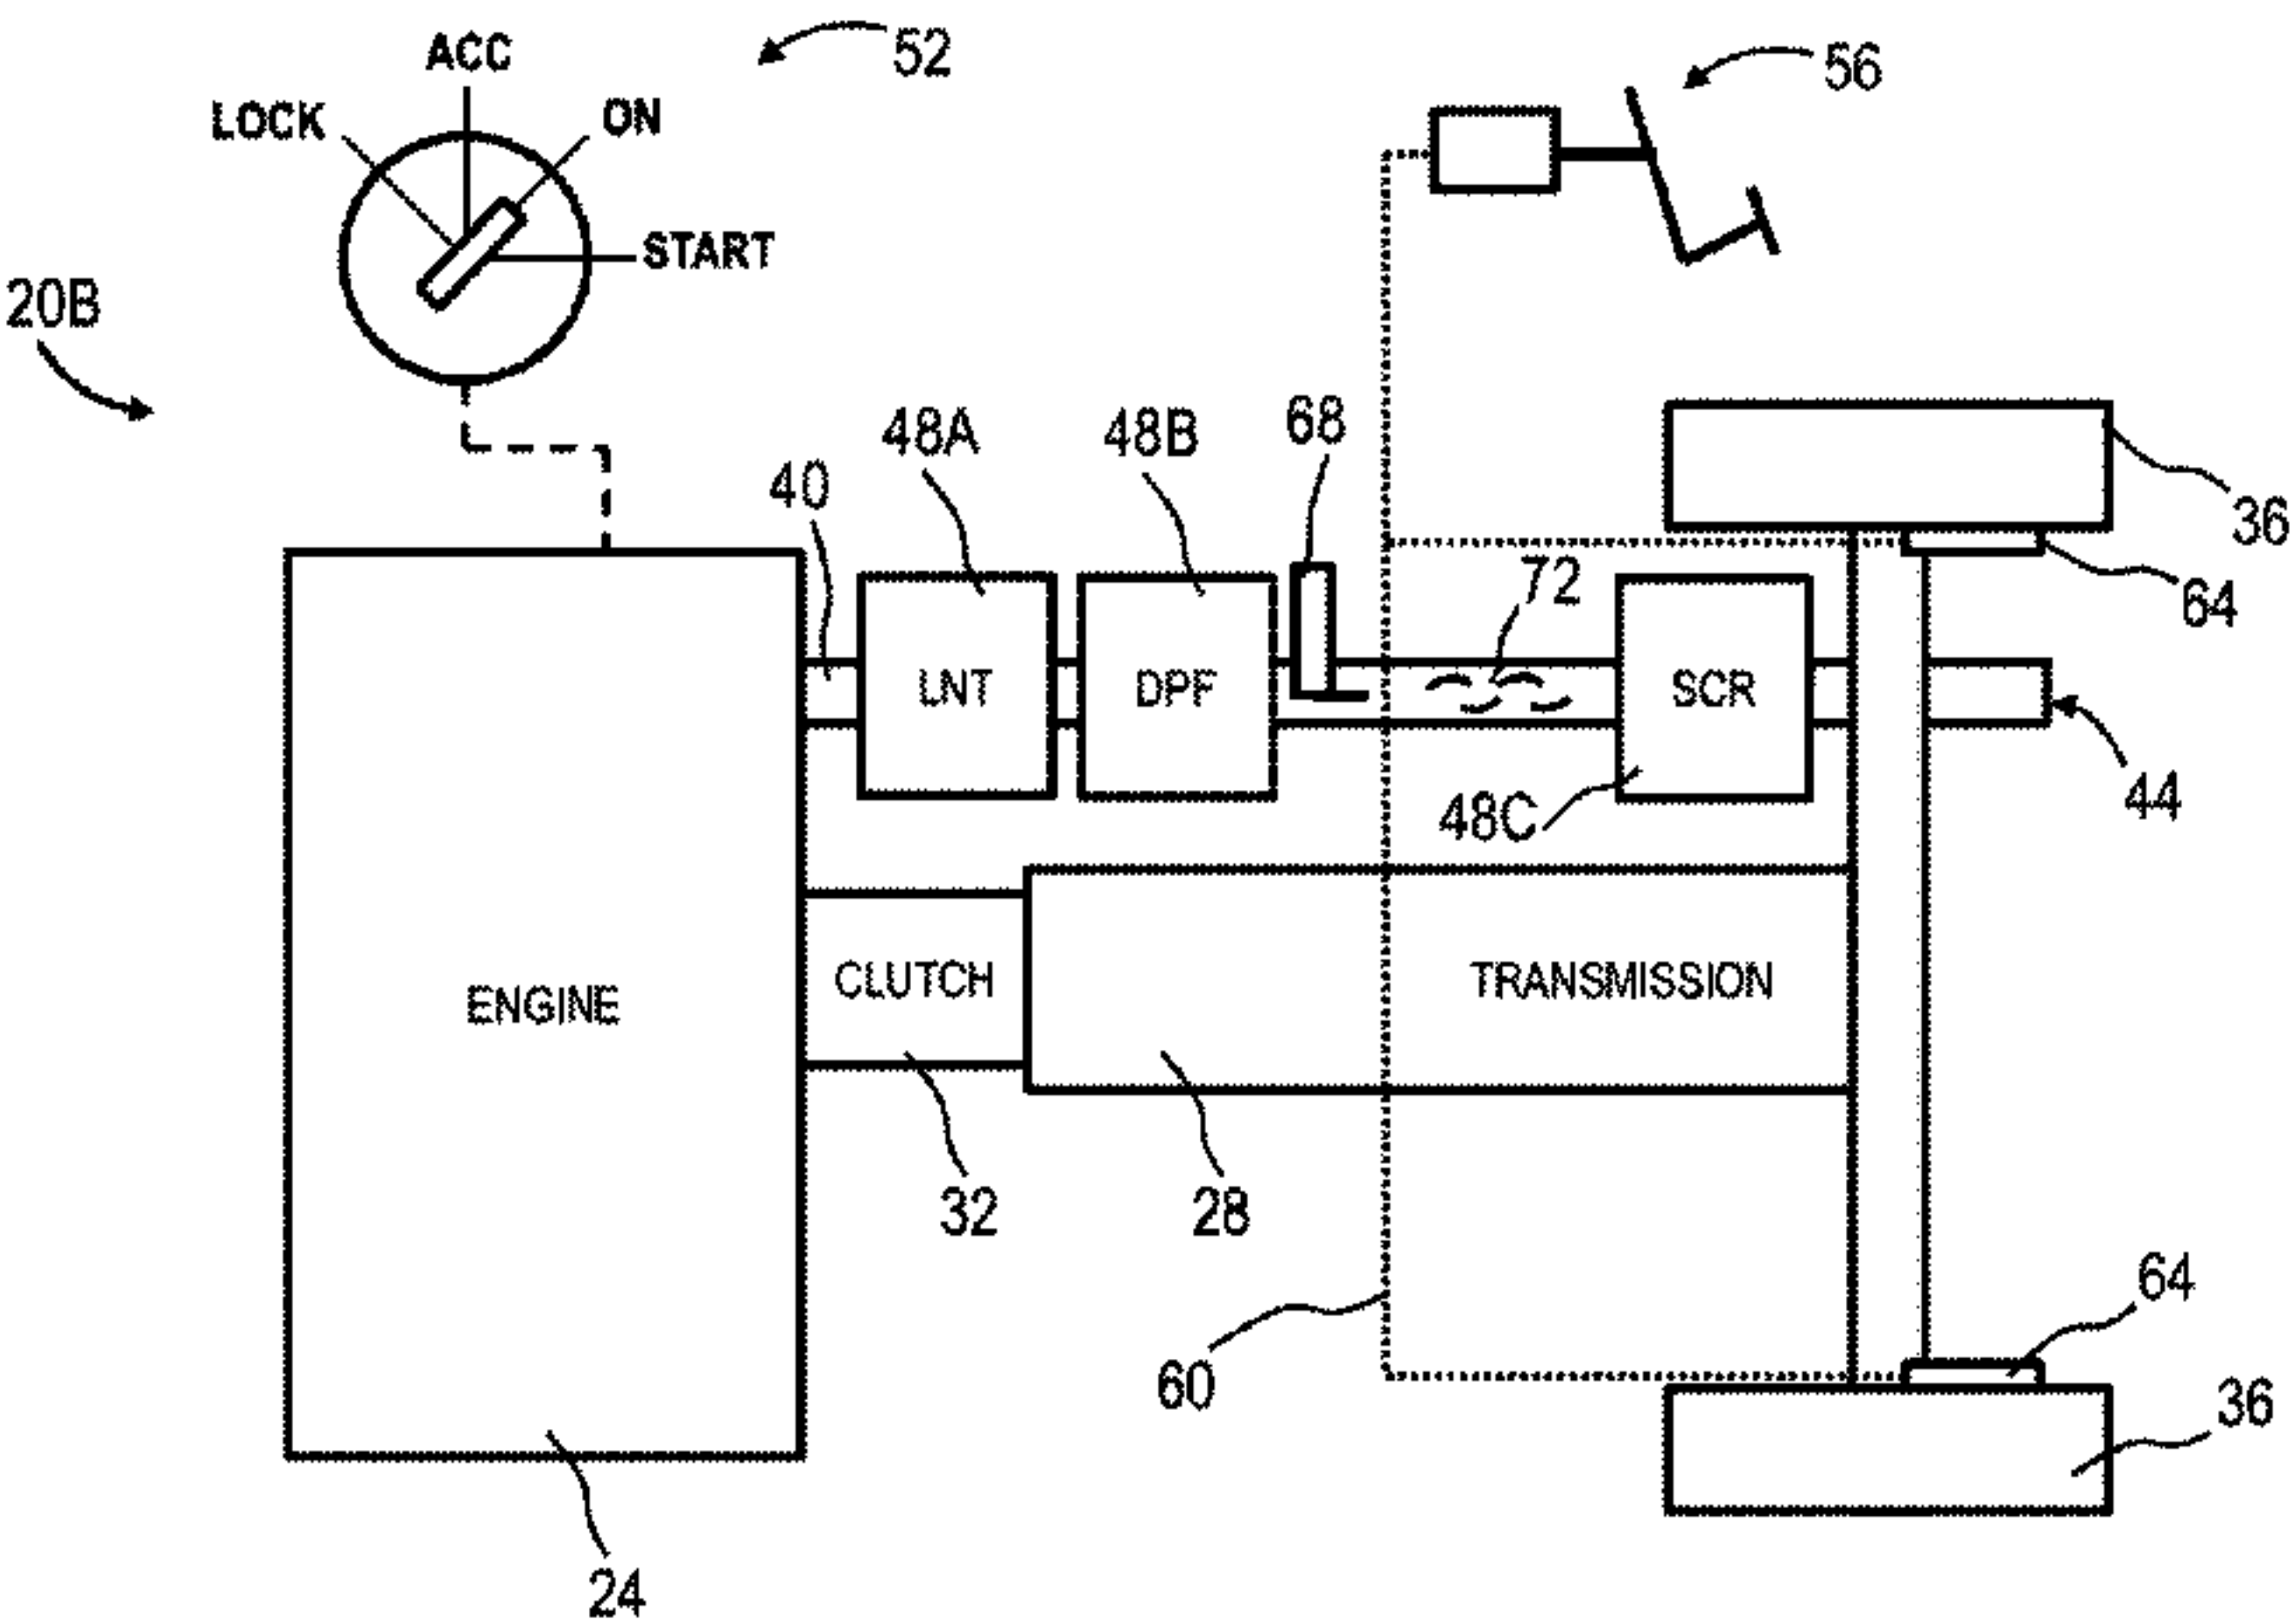 ACC
52
56
LOCK
ON
START
20B
68
48A
48B
40
36
72
64
LNT
DPF
SCR
44
48C
CLUTCH
TRANSMISSION
ENGINE
32
28
64
60
36
24